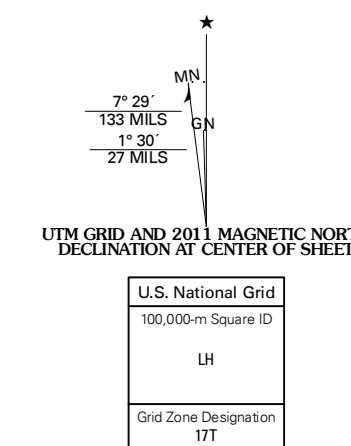 ★
MN
7° 29´
133 MILS
GN
1° 30´
27 MILS
UTM GRID AND 2011 MAGNETIC NORT
DECLINATION AT CENTER OF SHEET
U.S. National Grid
100,000-m Square ID
LH
Grid Zone Designation
17T